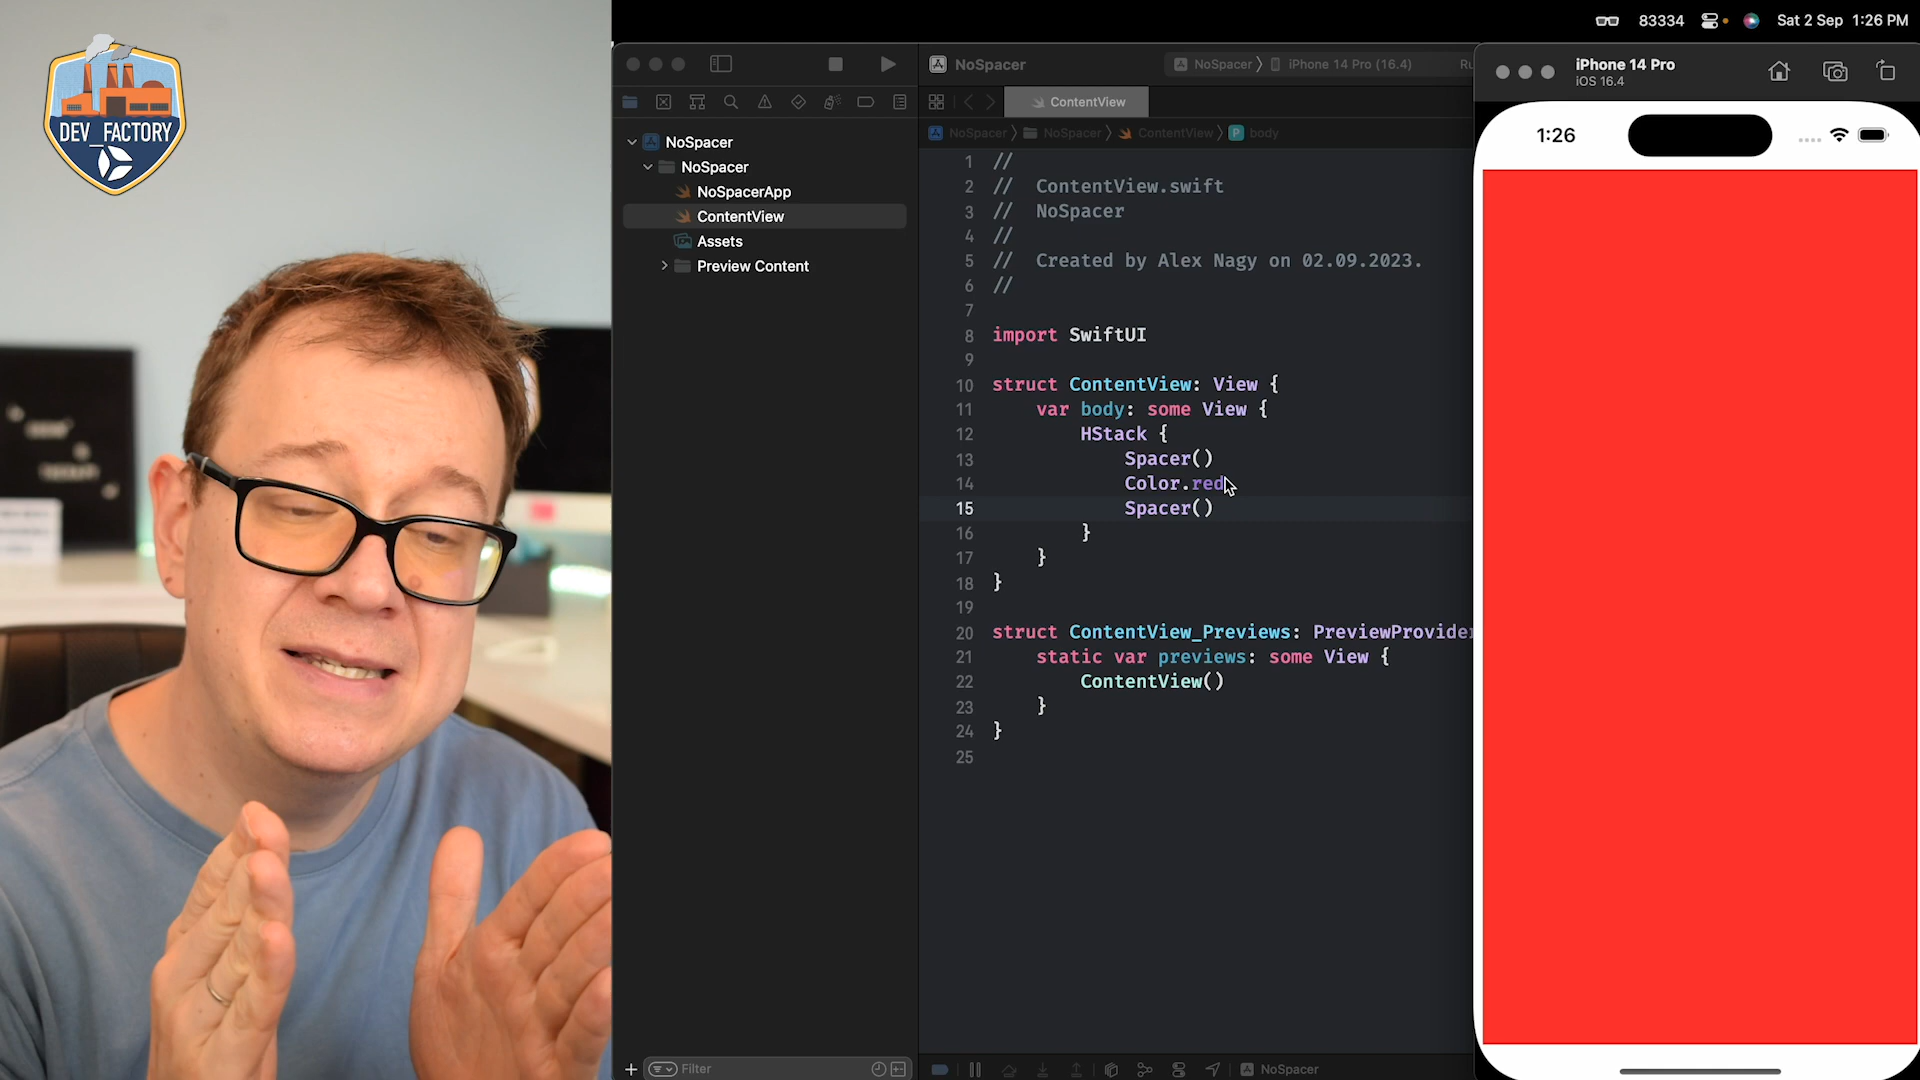 DEV_FACTORY
83334
Sat 2 Sep 1:26 PM
NoSpacer
NoSpacer
iPhone 14 Pro (16.4)
Ru
iPhone 14 Pro
iOS 16.4
ContentView
NoSpacer
NoSpacer
ContentView
P
body
1:26
NoSpacer
NoSpacer
NoSpacerApp
ContentView
Assets
Preview Content
1 //
2 // ContentView.swift
3 // NoSpacer
4 //
5 // Created by Alex Nagy on 02.09.2023.
6 //
7
8 import SwiftUI
9
10 struct ContentView: View {
11 var body: some View {
12 HStack {
13 Spacer()
14 Color.red
15 Spacer()
16 }
17 }
18 }
19
20 struct ContentView_Previews: PreviewProvider
21 static var previews: some View {
22 ContentView()
23 }
24 }
25
Filter
NoSpacer